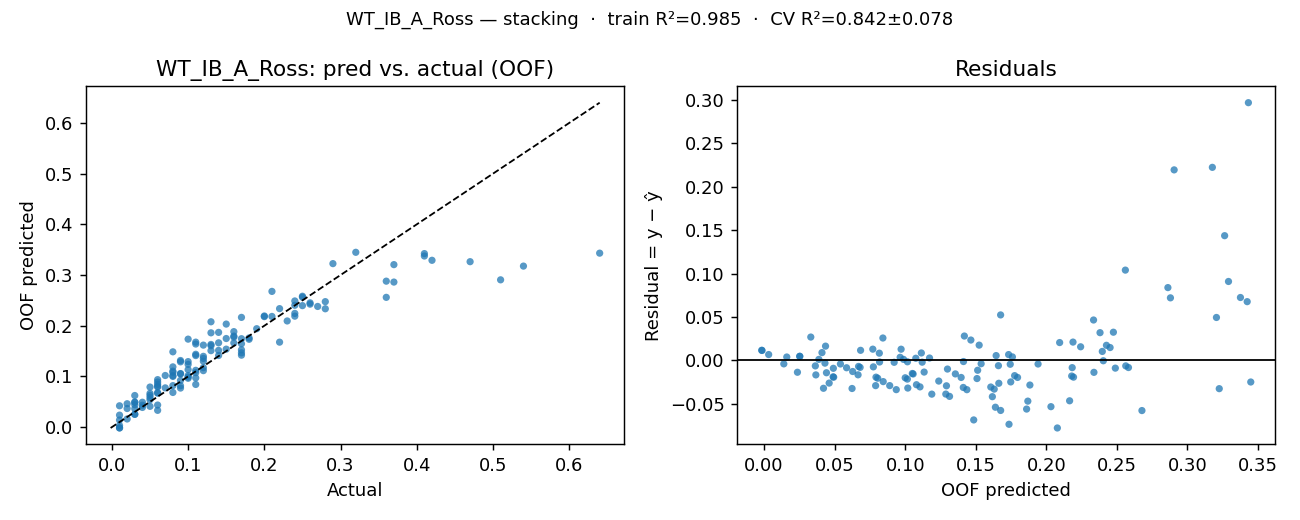 WT_IB_A_Ross — stacking · train R²=0.985 · CV R²=0.842±0.078
WT_IB_A_Ross: pred vs. actual (OOF)
OOF predicted
0.6
0.5
0.4
0.3
0.2
0.1
0.0
0.0 0.1 0.2 0.3 0.4 0.5 0.6
Actual
Residuals
Residual = y − ŷ
0.30
0.25
0.20
0.15
0.10
0.05
0.00
−0.05
0.00 0.05 0.10 0.15 0.20 0.25 0.30 0.35
OOF predicted